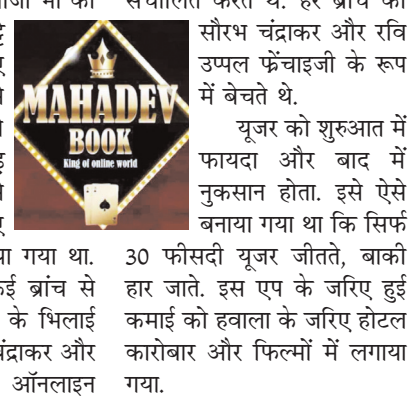 ाजी भी की
ट्टे
ए
या गया था.
ई ब्रांच से
के भिलाई
चंद्राकर और
ऑनलाइन
MAHADEV
BOOK
King of online world
संचालित करते थे. हर ब्रांच को
सौरभ चंद्राकर और रवि
उप्पल फ्रेंचाइजी के रूप
में बेचते थे.
यूजर को शुरुआत में
फायदा और बाद में
नुकसान होता. इसे ऐसे
बनाया गया था कि सिर्फ
30 फीसदी यूजर जीतते, बाकी
हार जाते. इस एप के जरिए हुई
कमाई को हवाला के जरिए होटल
कारोबार और फिल्मों में लगाया
गया.